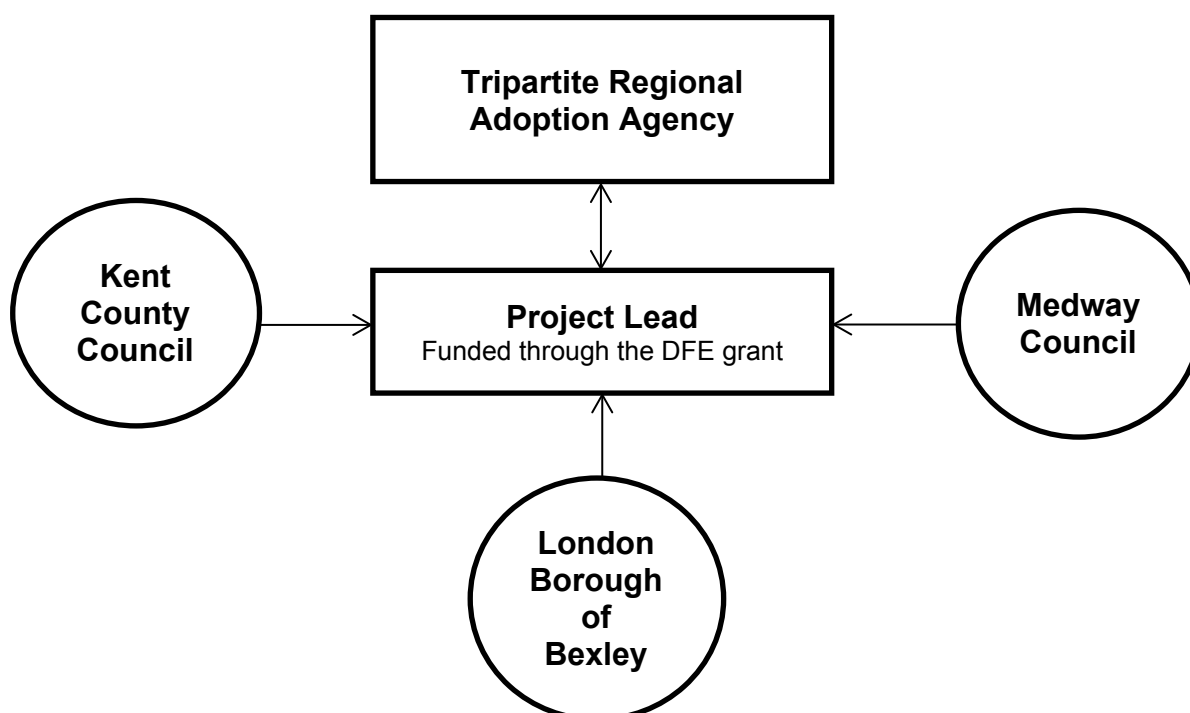 Tripartite Regional
Adoption Agency
Kent
County
Council
Project Lead
Funded through the DFE grant
Medway
Council
London
Borough
of
Bexley